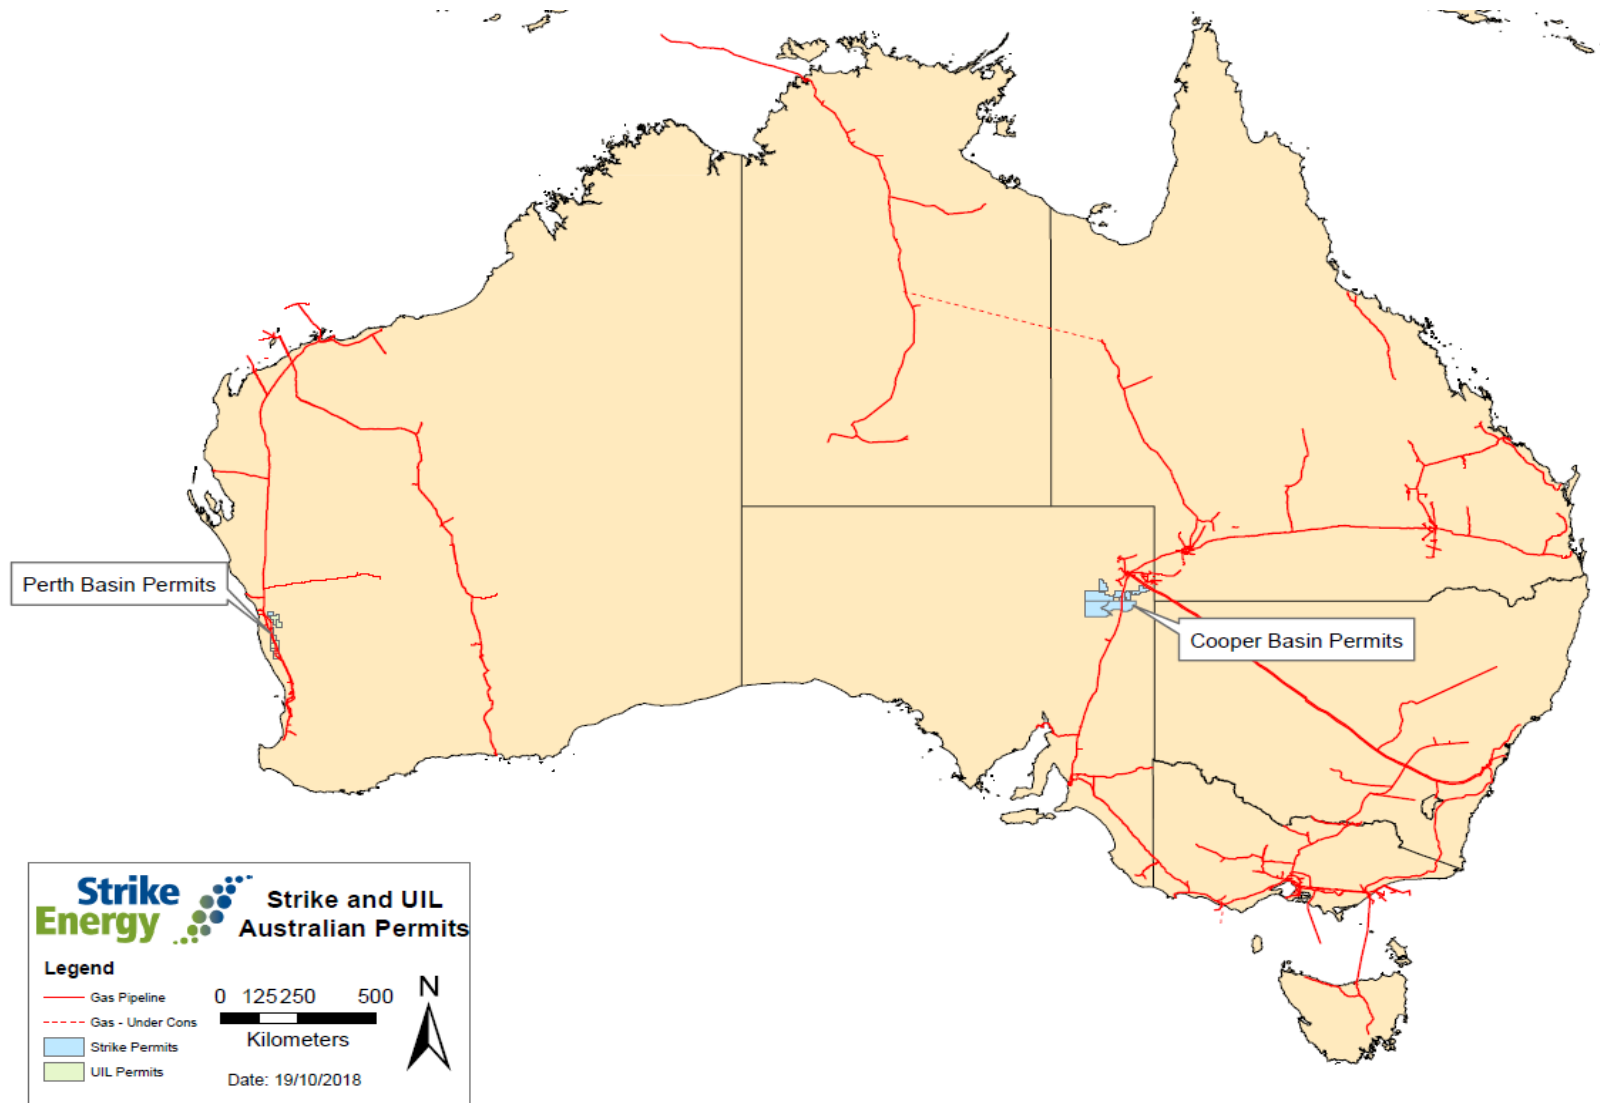 Perth Basin Permits
Cooper Basin Permits
Strike
Energy
Strike and UIL
Australian Permits
Legend
Gas Pipeline
Gas - Under Cons
Strike Permits
UIL Permits
0 125 250 500
Kilometers
Date: 19/10/2018
N